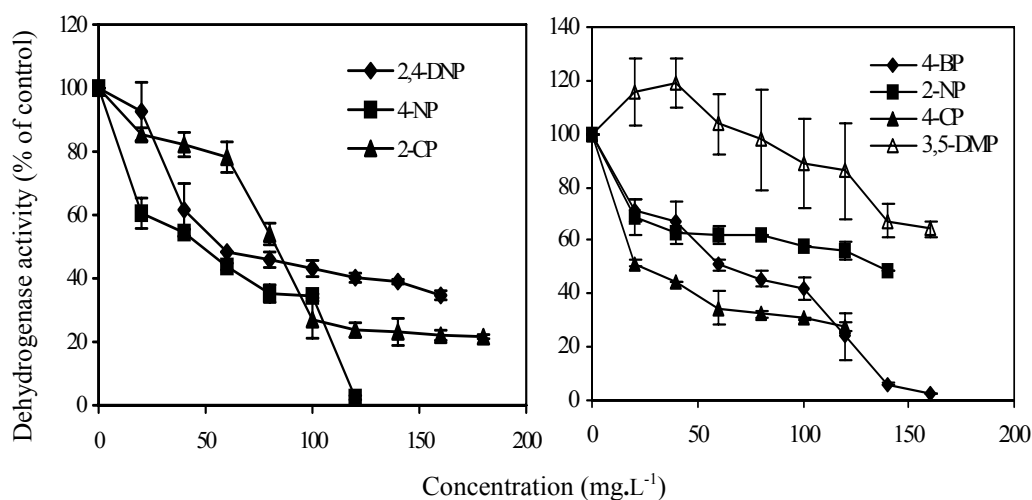 Dehydrogenase activity (% of control)
120
100
80
60
40
20
0
2,4-DNP
4-NP
2-CP
0
50
100
150
200
140
120
100
80
60
40
20
0
4-BP
2-NP
4-CP
3,5-DMP
0
50
100
150
200
Concentration (mg.L-1)